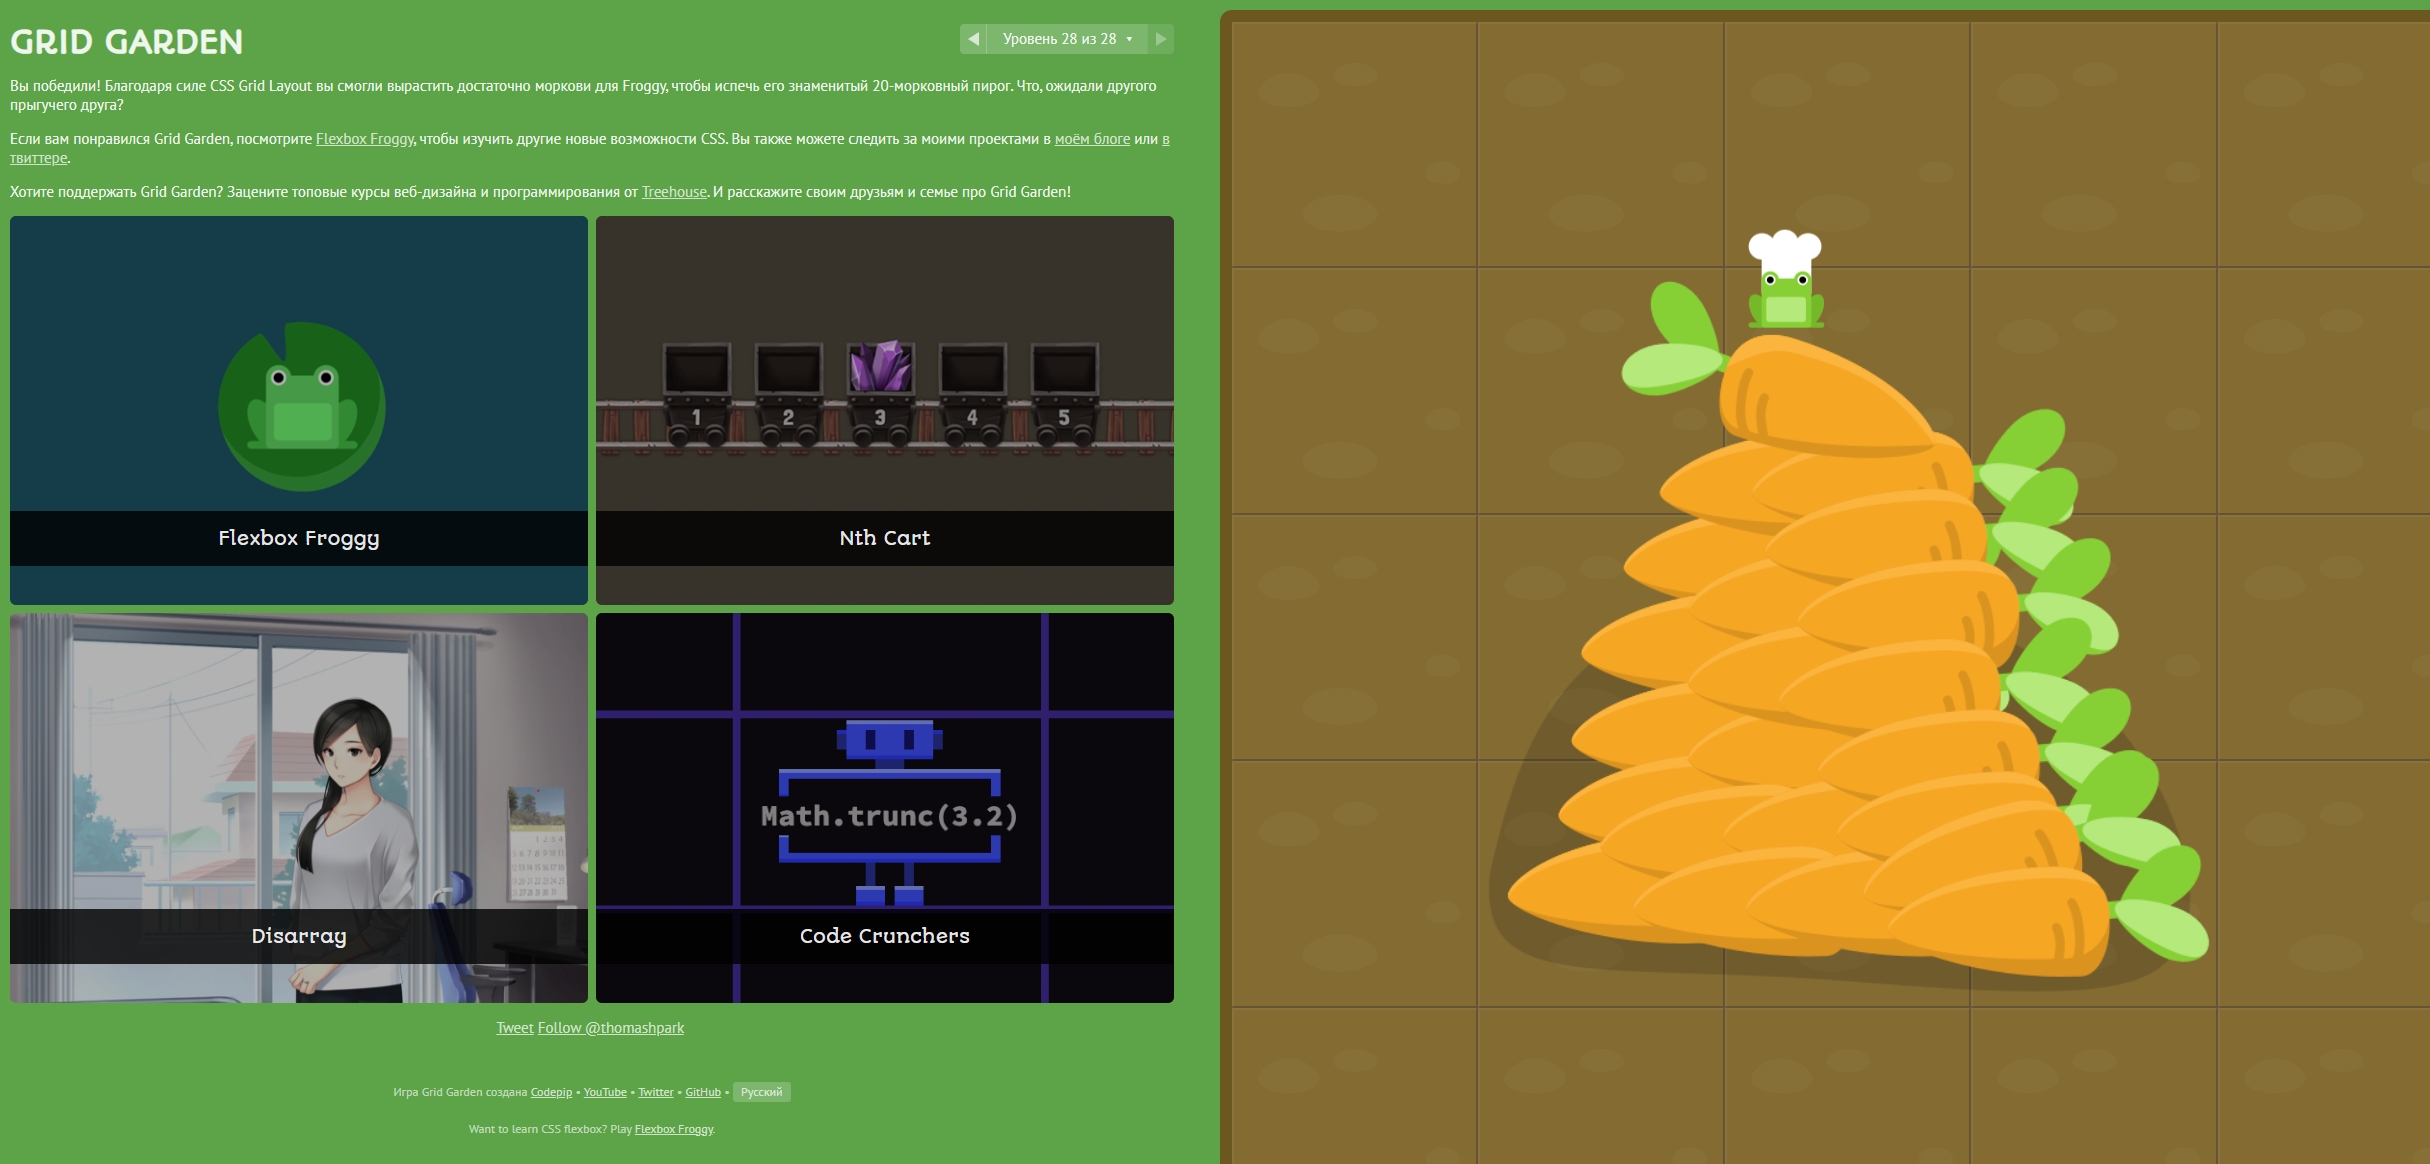 GRID GARDEN
Уровень 28 из 28
Вы победили! Благодаря силе CSS Grid Layout вы смогли вырастить достаточно моркови для Froggy, чтобы испечь его знаменитый 20-морковный пирог. Что, ожидали другого
прыгучего друга?
Если вам понравился Grid Garden, посмотрите Flexbox Froggy, чтобы изучить другие новые возможности CSS. Вы также можете следить за моими проектами в моём блоге или в
твиттере.
Хотите поддержать Grid Garden? Зацените топовые курсы веб-дизайна и программирования от Treehouse. И расскажите своим друзьям и семье про Grid Garden!
Flexbox Froggy
1 2 3 4 5
Nth Cart
Disarray
Math.trunc(3.2)
Code Crunchers
Tweet Follow @thomashpark
Игра Grid Garden создана Codepip • YouTube • Twitter • GitHub • Русский
Want to learn CSS flexbox? Play Flexbox Froggy.